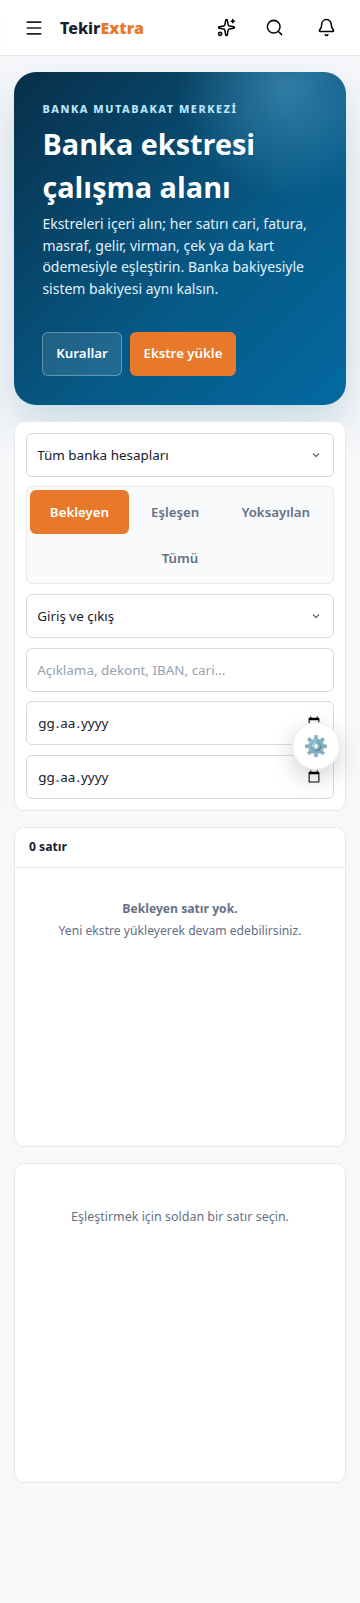 TekirExtra
BANKA MUTABAKAT MERKEZİ
Banka ekstresi
çalışma alanı
Ekstreleri içeri alın; her satırı cari, fatura,
masraf, gelir, virman, çek ya da kart
ödemesiyle eşleştirin. Banka bakiyesiyle
sistem bakiyesi aynı kalsın.
Kurallar Ekstre yükle
Tüm banka hesapları
Bekleyen Eşleşen Yoksayılan
Tümü
Giriş ve çıkış
Açıklama, dekont, IBAN, cari...
gg.aa.yyyy
gg.aa.yyyy
0 satır
Bekleyen satır yok.
Yeni ekstre yükleyerek devam edebilirsiniz.
Eşleştirmek için soldan bir satır seçin.